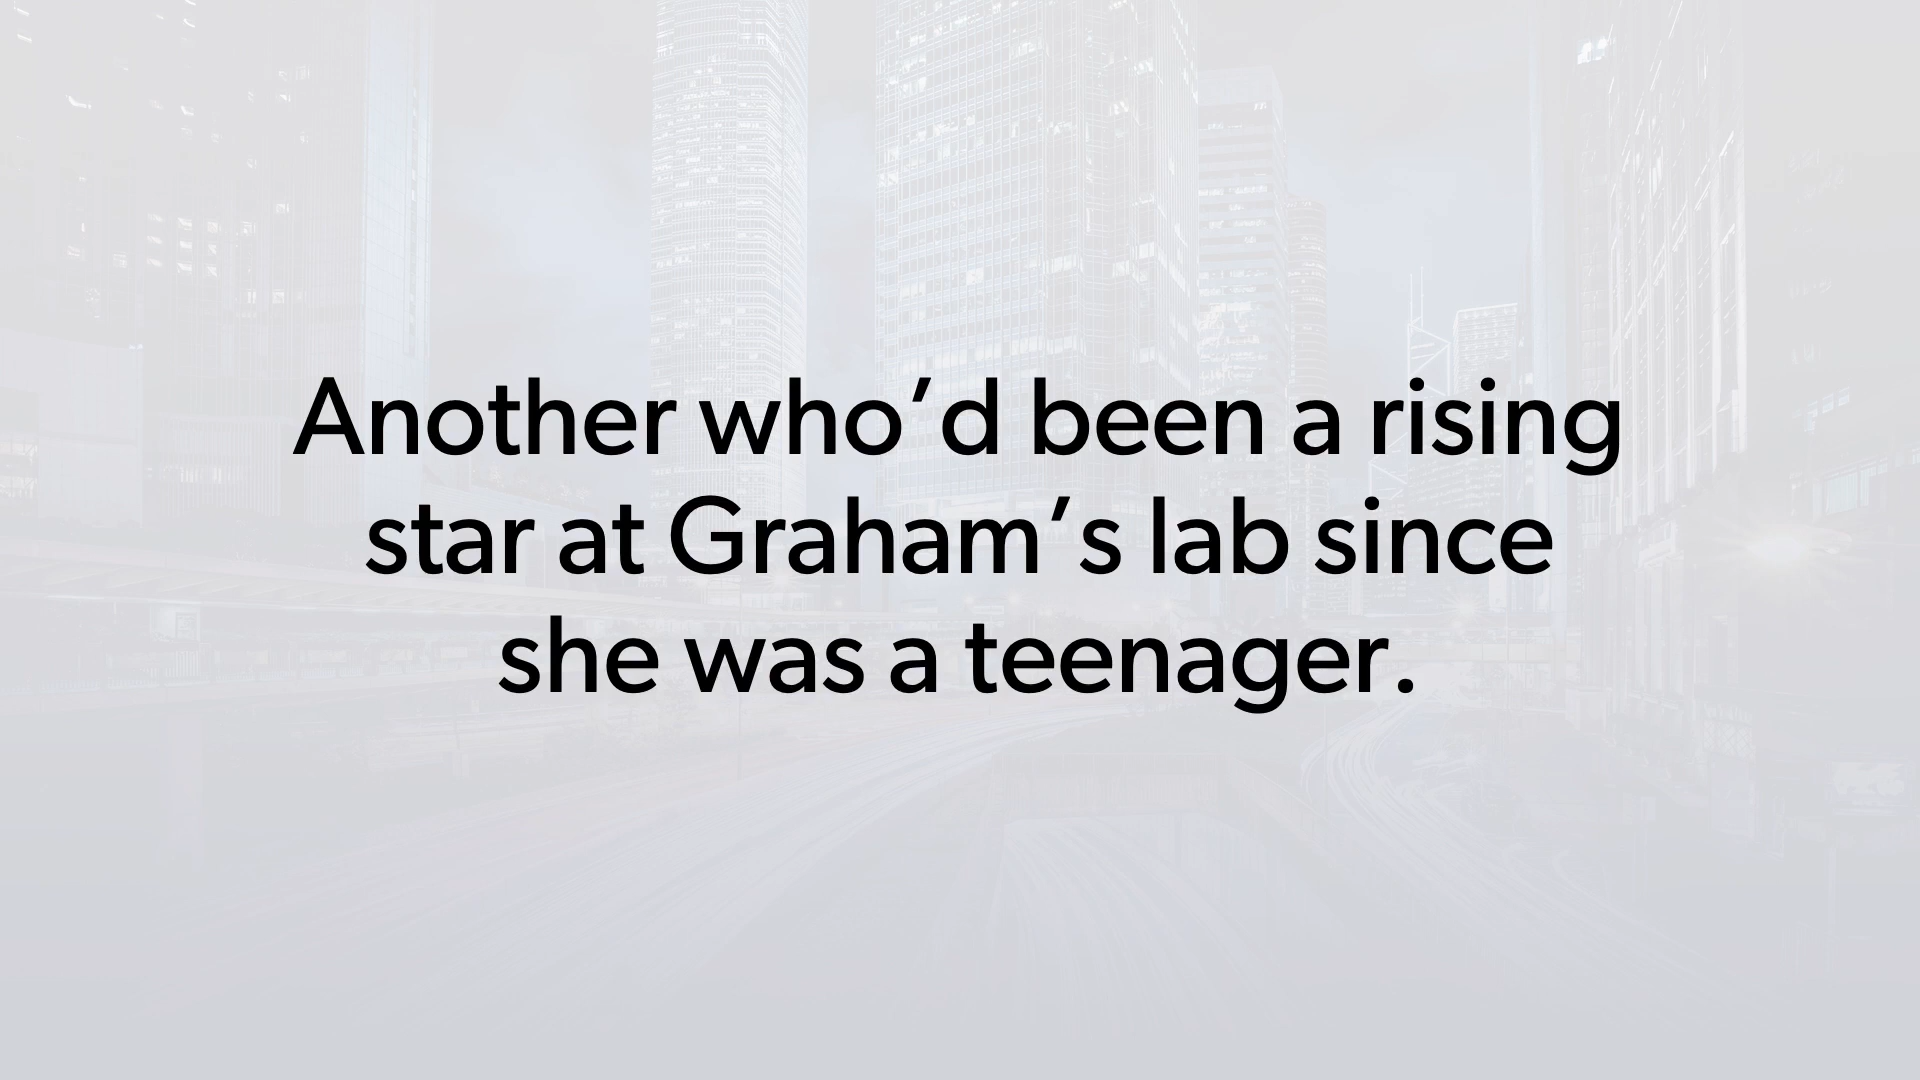 Another who’d been a rising
star at Graham’s lab since
she was a teenager.